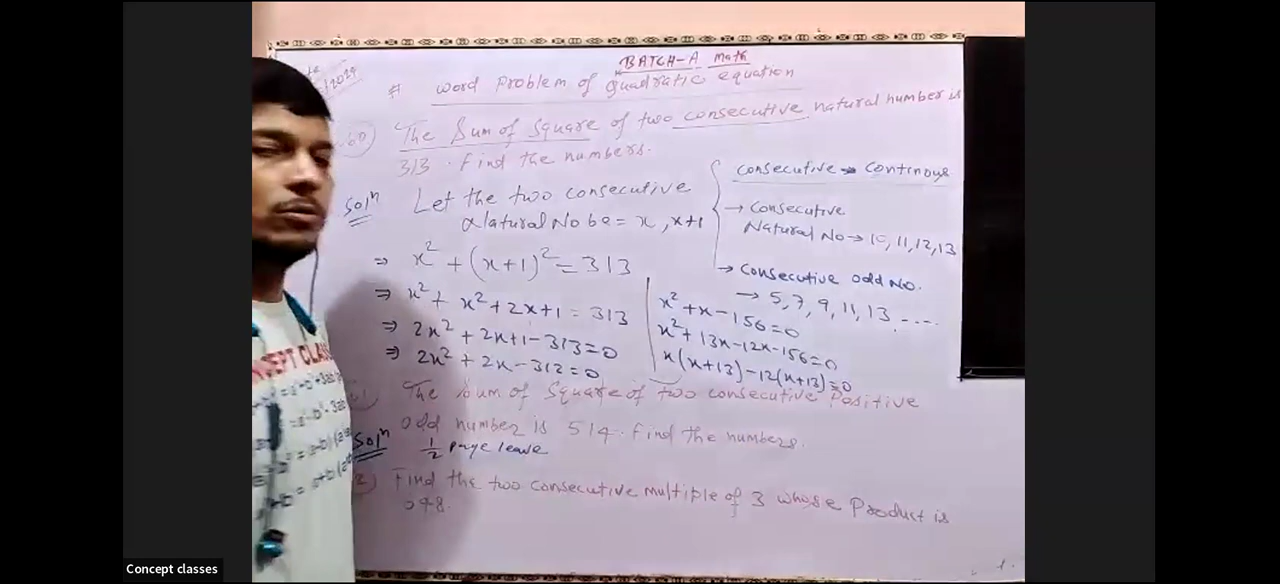 BATCH-A Math
# Word Problem of quadratic equation
The Sum of Square of two consecutive natural number is
313. Find the numbers.
Solⁿ Let the two consecutive
Natural No be = x, x+1
⇒ x² + (x+1)² = 313
⇒ x² + x² + 2x + 1 = 313
⇒ 2x² + 2x + 1 - 313 = 0
⇒ 2x² + 2x - 312 = 0
consecutive → Continous
→ Consecutive
Natural No → 10, 11, 12, 13
→ Consecutive odd No.
→ 5, 7, 9, 11, 13 .....
x² + x - 156 = 0
x² + 13x - 12x - 156 = 0
x(x+13) - 12(x+13) = 0
The Sum of Square of two consecutive Positive
odd number is 514. Find the numbers.
Solⁿ 1/2 page leave
Find the two consecutive multiple of 3 whose Product is
CONCEPT CLASS
Concept classes